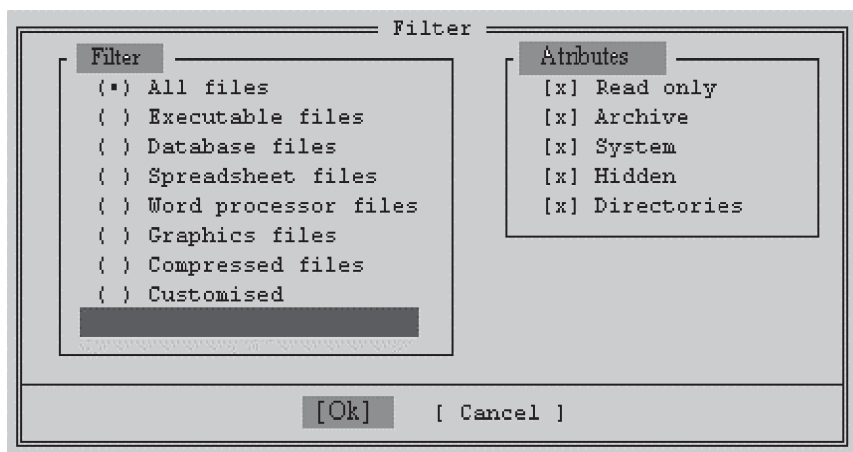 Filter
Filter
(•) All files
( ) Executable files
( ) Database files
( ) Spreadsheet files
( ) Word processor files
( ) Graphics files
( ) Compressed files
( ) Customised
Atributes
[x] Read only
[x] Archive
[x] System
[x] Hidden
[x] Directories
[Ok] [ Cancel ]